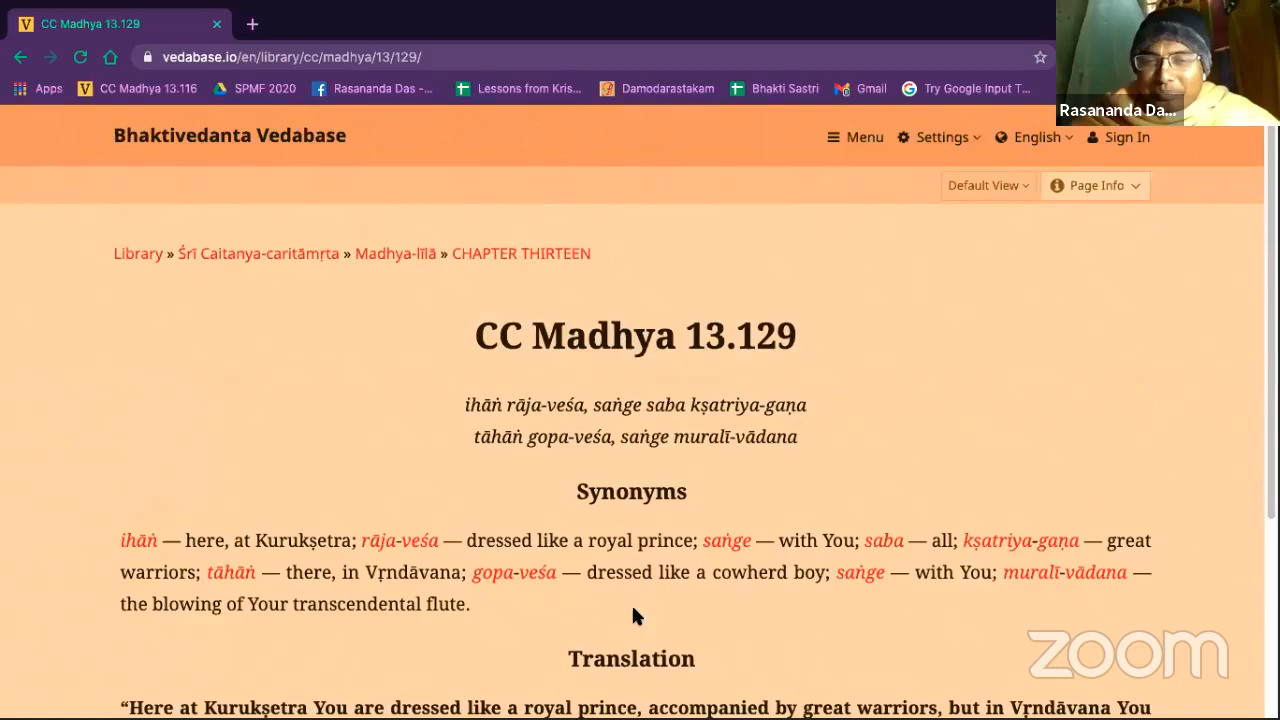 CC Madhya 13.129
vedabase.io/en/library/cc/madhya/13/129/
Apps CC Madhya 13.116 SPMF 2020 Rasananda Das -... Lessons from Kris... Damodarastakam Bhakti Sastri Gmail Try Google Input T...
Rasananda Da...
Bhaktivedanta Vedabase Menu Settings English Sign In
Default View Page Info
Library » Śrī Caitanya-caritāmṛta » Madhya-līlā » CHAPTER THIRTEEN
CC Madhya 13.129
ihāṅ rāja-veśa, saṅge saba kṣatriya-gaṇa
tāhāṅ gopa-veśa, saṅge muralī-vādana
Synonyms
ihāṅ — here, at Kurukṣetra; rāja-veśa — dressed like a royal prince; saṅge — with You; saba — all; kṣatriya-gaṇa — great
warriors; tāhāṅ — there, in Vṛndāvana; gopa-veśa — dressed like a cowherd boy; saṅge — with You; muralī-vādana —
the blowing of Your transcendental flute.
zoom
Translation
“Here at Kurukṣetra You are dressed like a royal prince, accompanied by great warriors, but in Vṛndāvana You